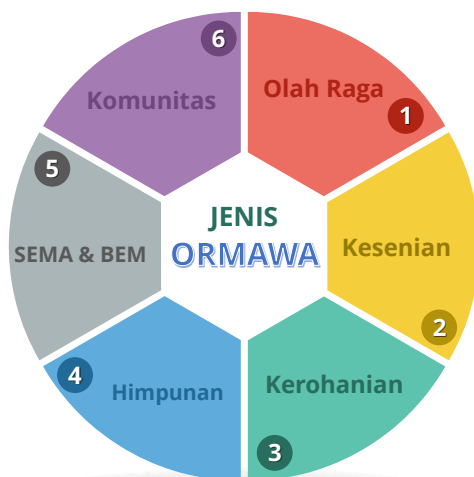 JENIS
ORMAWA
Olah Raga
1
Kesenian
2
Kerohanian
3
Himpunan
4
SEMA & BEM
5
Komunitas
6